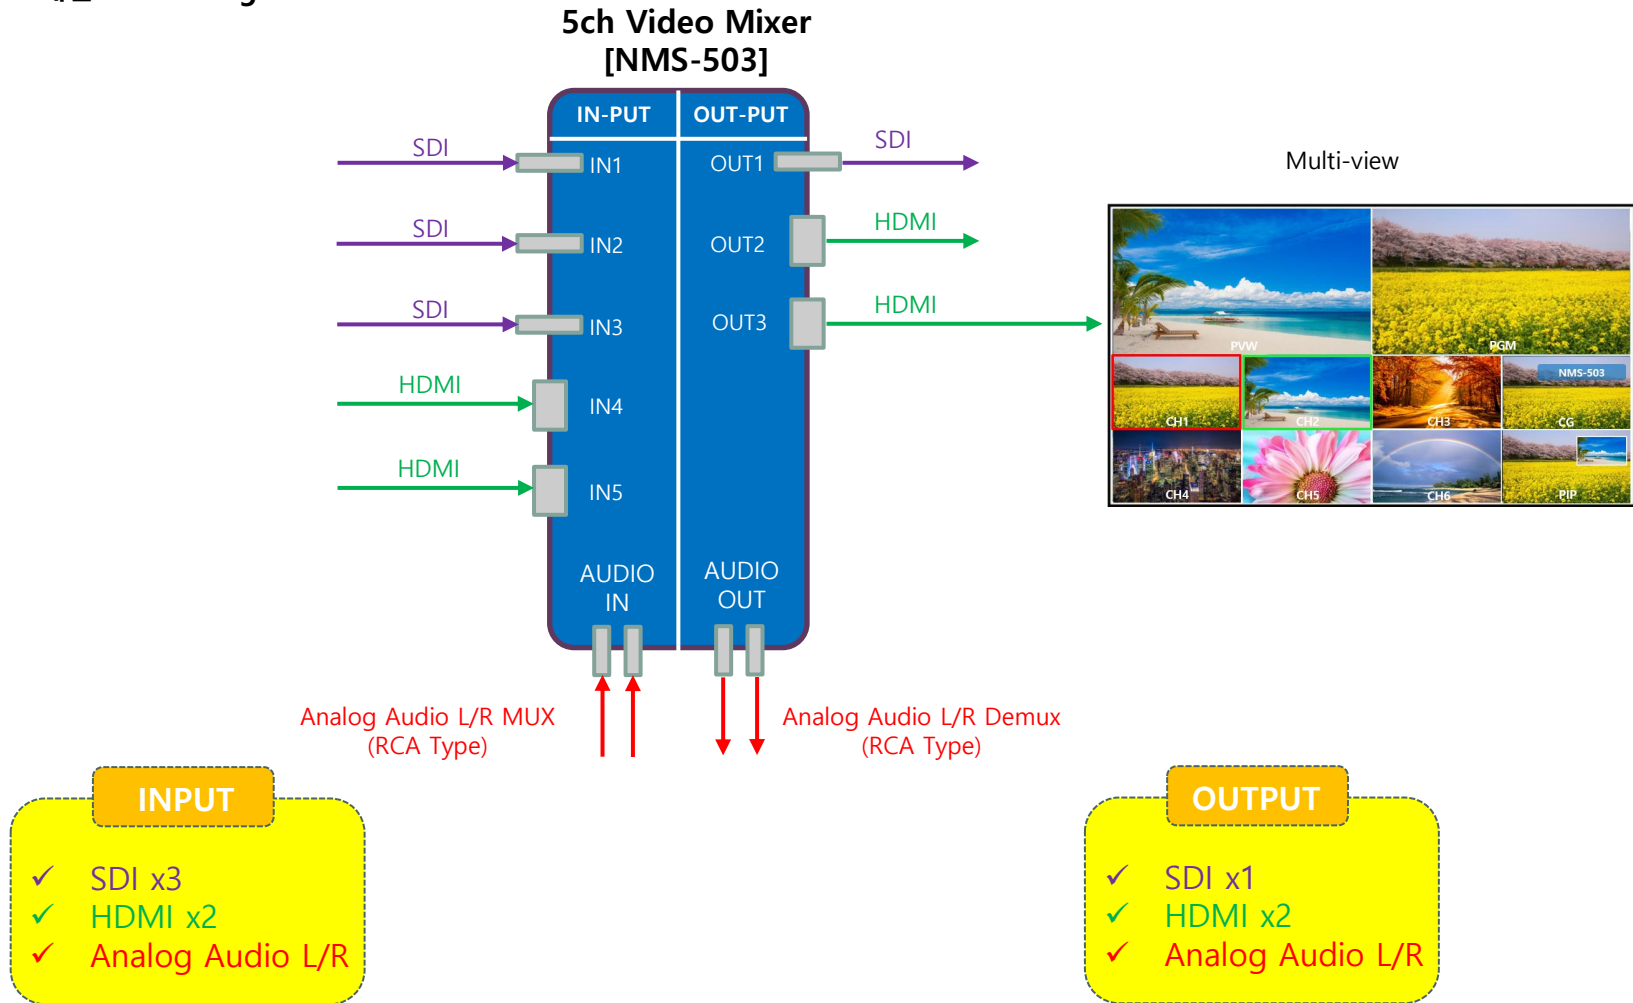 5ch Video Mixer
[NMS-503]
IN-PUT
OUT-PUT
SDI
IN1
OUT1
SDI
SDI
IN2
OUT2
HDMI
SDI
IN3
OUT3
HDMI
HDMI
IN4
HDMI
IN5
AUDIO
IN
AUDIO
OUT
Analog Audio L/R MUX
(RCA Type)
Analog Audio L/R Demux
(RCA Type)
Multi-view
PVW
PGM
CH1
CH2
CH3
NMS-503
CG
CH4
CH5
CH6
PIP
INPUT
✓ SDI x3
✓ HDMI x2
✓ Analog Audio L/R
OUTPUT
✓ SDI x1
✓ HDMI x2
✓ Analog Audio L/R